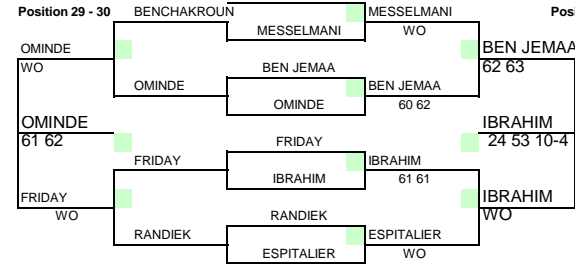 Position 29 - 30 BENCHAKROUN MESSELMANI Posi
MESSELMANI WO
OMINDE BEN JEMAA
WO BEN JEMAA 62 63
OMINDE BEN JEMAA
OMINDE 60 62
OMINDE IBRAHIM
61 62 FRIDAY 24 53 10-4
FRIDAY IBRAHIM
IBRAHIM 61 61
FRIDAY IBRAHIM
WO RANDIEK WO
RANDIEK ESPITALIER
ESPITALIER WO